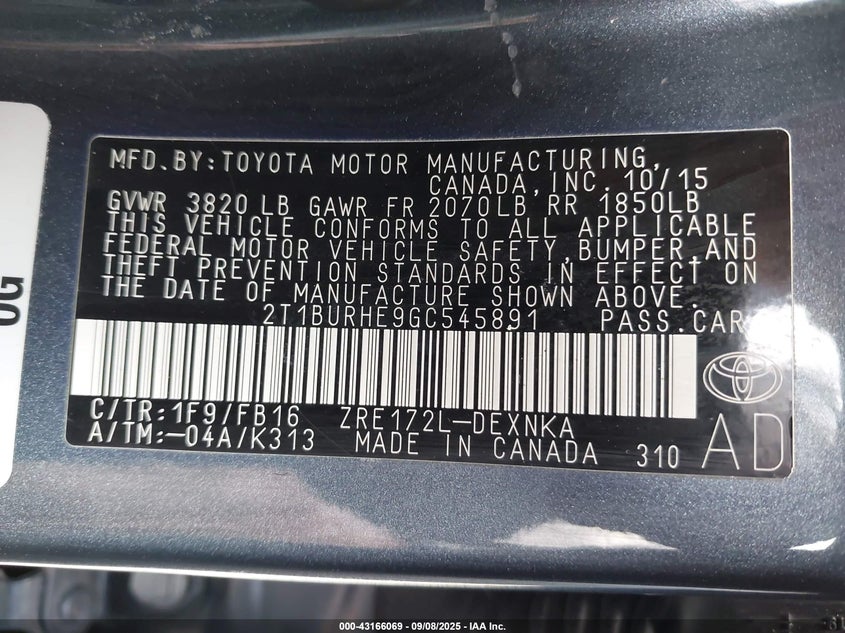 MFD.BY:TOYOTA MOTOR MANUFACTURING,
CANADA,INC. 10/15
GVWR 3820 LB GAWR FR 2070LB RR 1850LB
THIS VEHICLE CONFORMS TO ALL APPLICABLE
FEDERAL MOTOR VEHICLE SAFETY,BUMPER,AND
THEFT PREVENTION STANDARDS IN EFFECT ON
THE DATE OF MANUFACTURE SHOWN ABOVE.
2T1BURHE9GC545891 PASS.CAR
C/TR:1F9/FB16 ZRE172L-DEXNKA
A/TM:-04A/K313 MADE IN CANADA 310 AD
OG
000-43166069 - 09/08/2025 - IAA Inc.